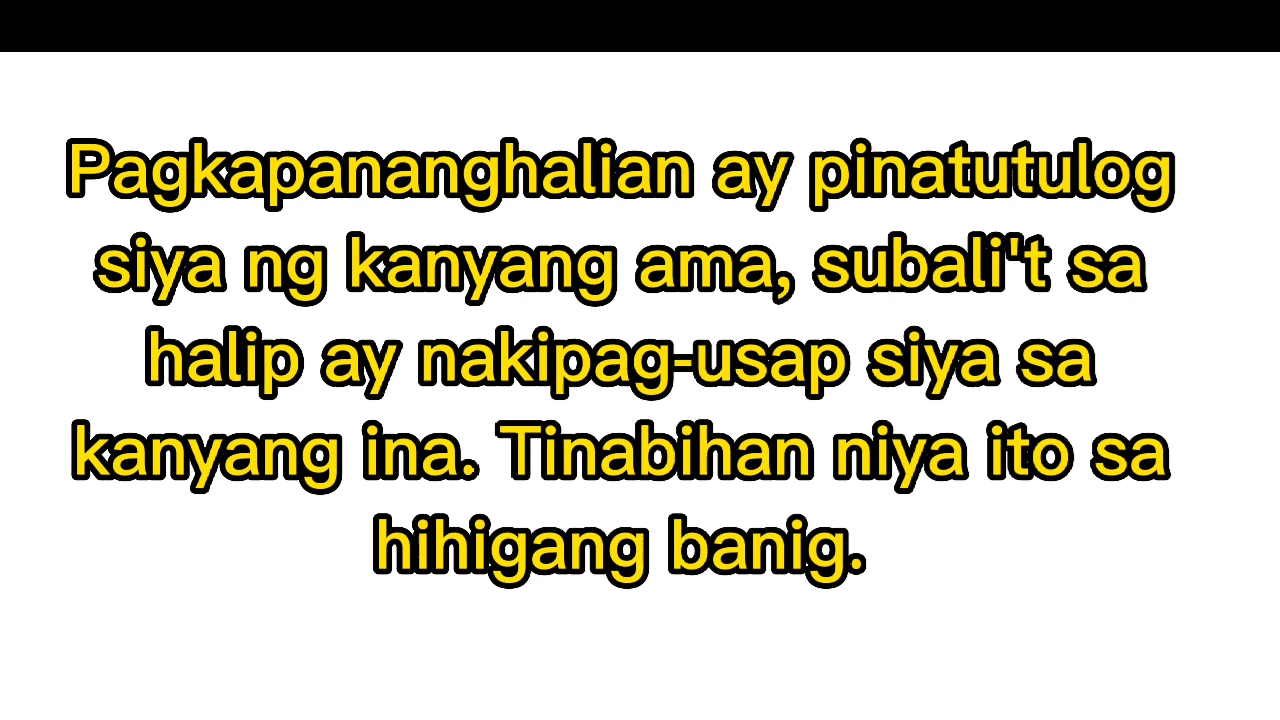 Pagkapananghalian ay pinatutulog
siya ng kanyang ama, subali't sa
halip ay nakipag-usap siya sa
kanyang ina. Tinabihan niya ito sa
hihigang banig.